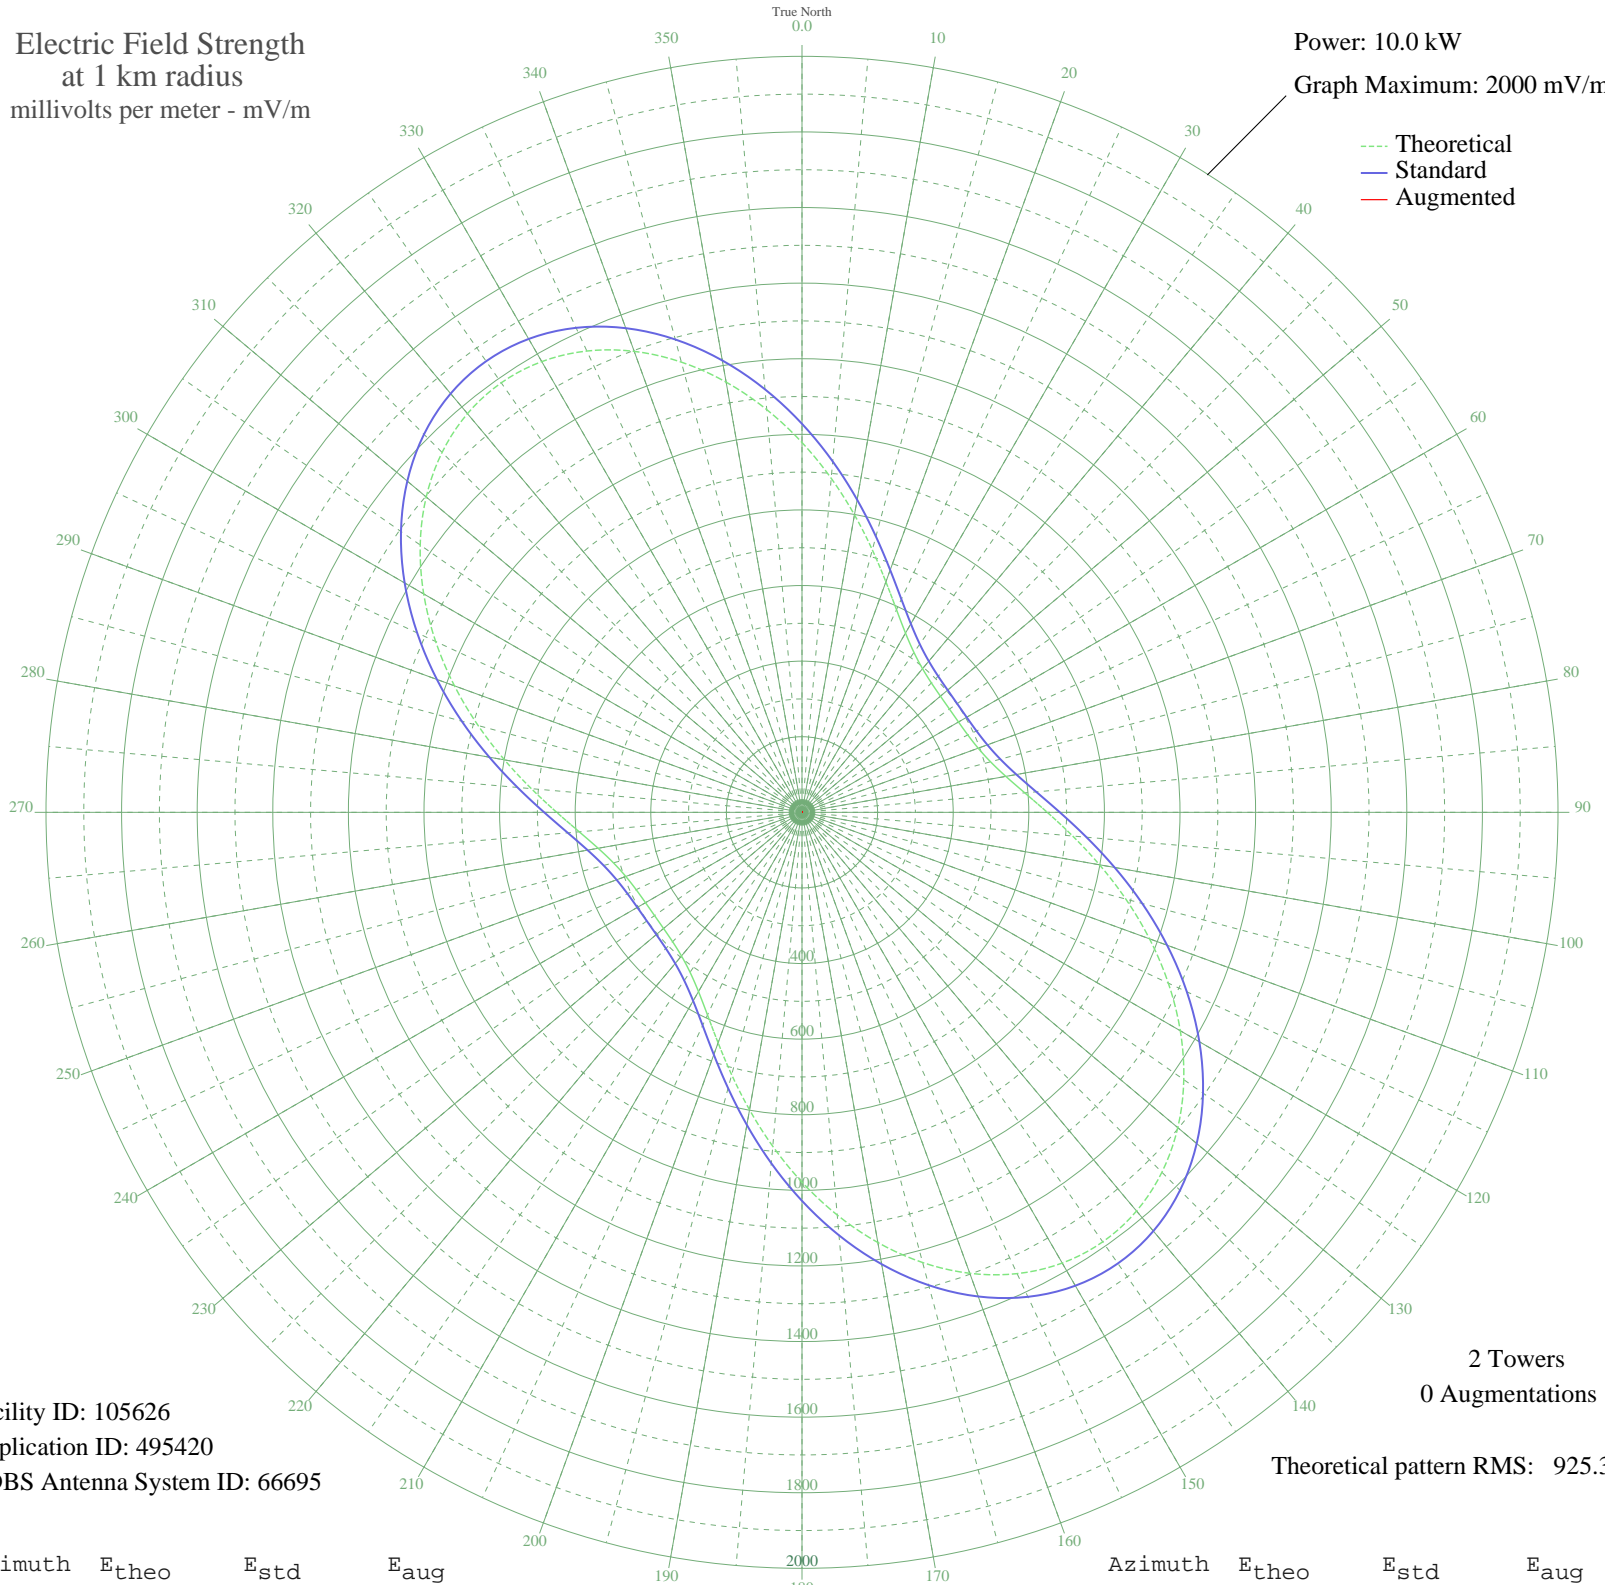 True North
Electric Field Strength
at 1 km radius
millivolts per meter - mV/m
Power: 10.0 kW
Graph Maximum: 2000 mV/m
Theoretical
Standard
Augmented
0.0
10
20
30
40
50
60
70
80
90
100
110
120
130
140
150
160
170
190
200
210
220
230
240
250
260
270
280
290
300
310
320
330
340
350
400
600
800
1000
1200
1400
1600
1800
2000
2 Towers
0 Augmentations
Theoretical pattern RMS: 925.3
cility ID: 105626
plication ID: 495420
DBS Antenna System ID: 66695
imuth Etheo Estd Eaug
Azimuth Etheo Estd Eaug